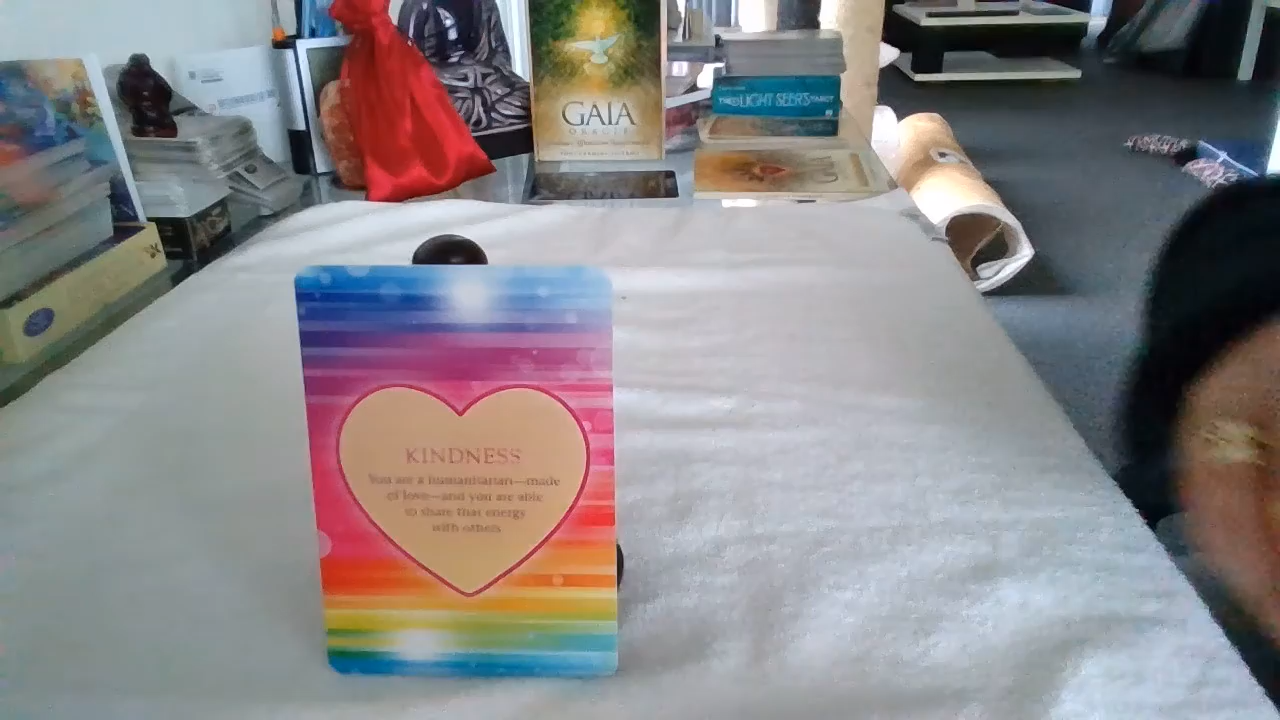 GAIA
ORACLE
THE LIGHT SEER'S TAROT
KINDNESS
You are a humanitarian—made
of love—and you are able
to share that energy
with others